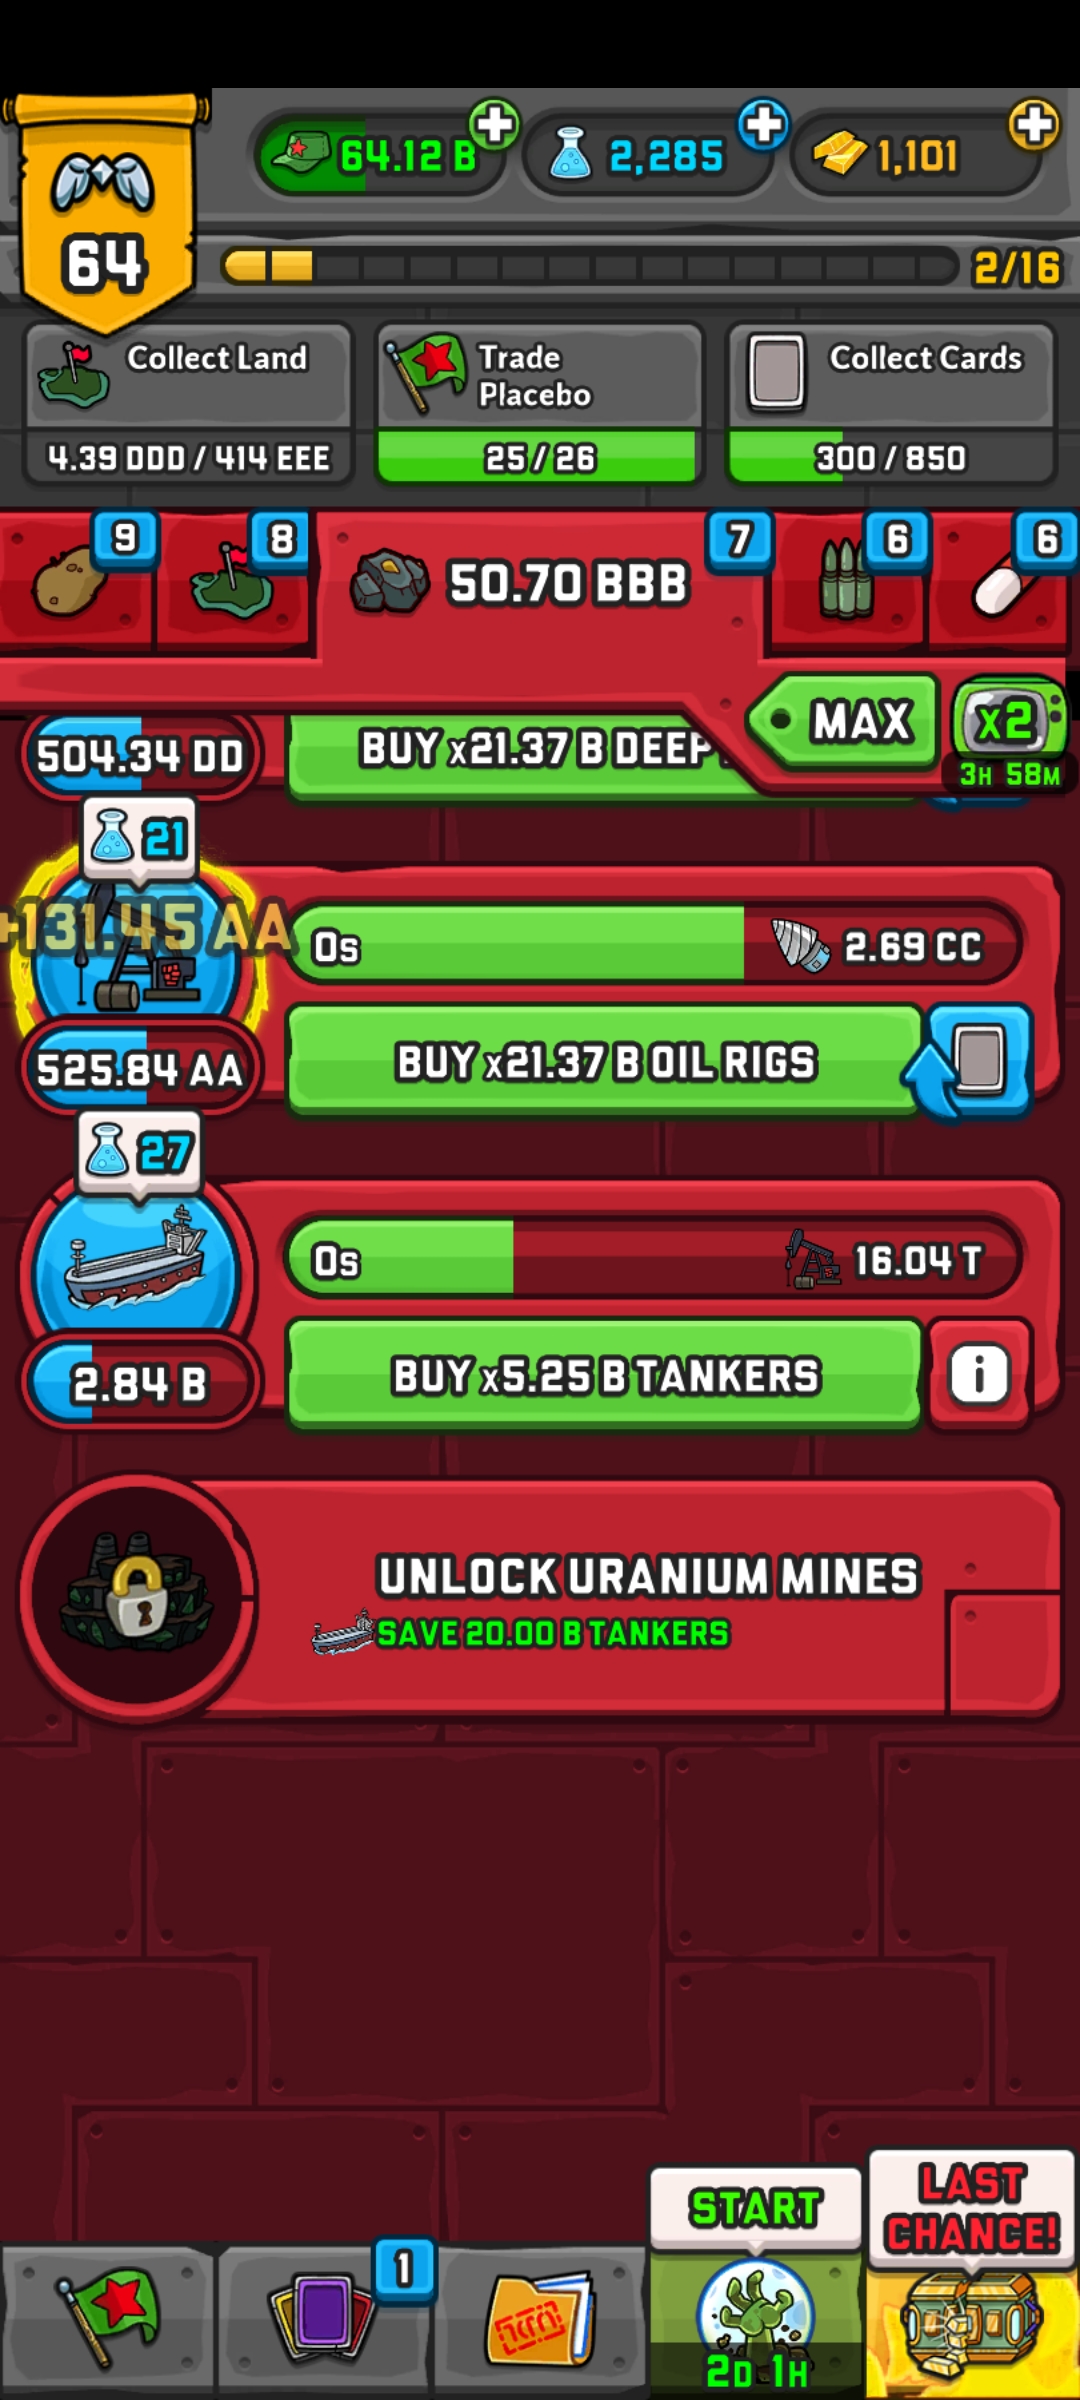 64.12 B
2,285
1,101
64
2/16
Collect Land
4.39 DDD / 414 EEE
Trade
Placebo
25 / 26
Collect Cards
300 / 850
9
8
50.70 BBB
7
6
6
MAX
x2
3H 58M
504.34 DD
BUY x21.37 B DEEP
21
+131.45 AA
0s
2.69 CC
525.84 AA
BUY x21.37 B OIL RIGS
27
0s
16.04 T
2.84 B
BUY x5.25 B TANKERS
i
UNLOCK URANIUM MINES
SAVE 20.00 B TANKERS
START
LAST
CHANCE!
1
2D 1H